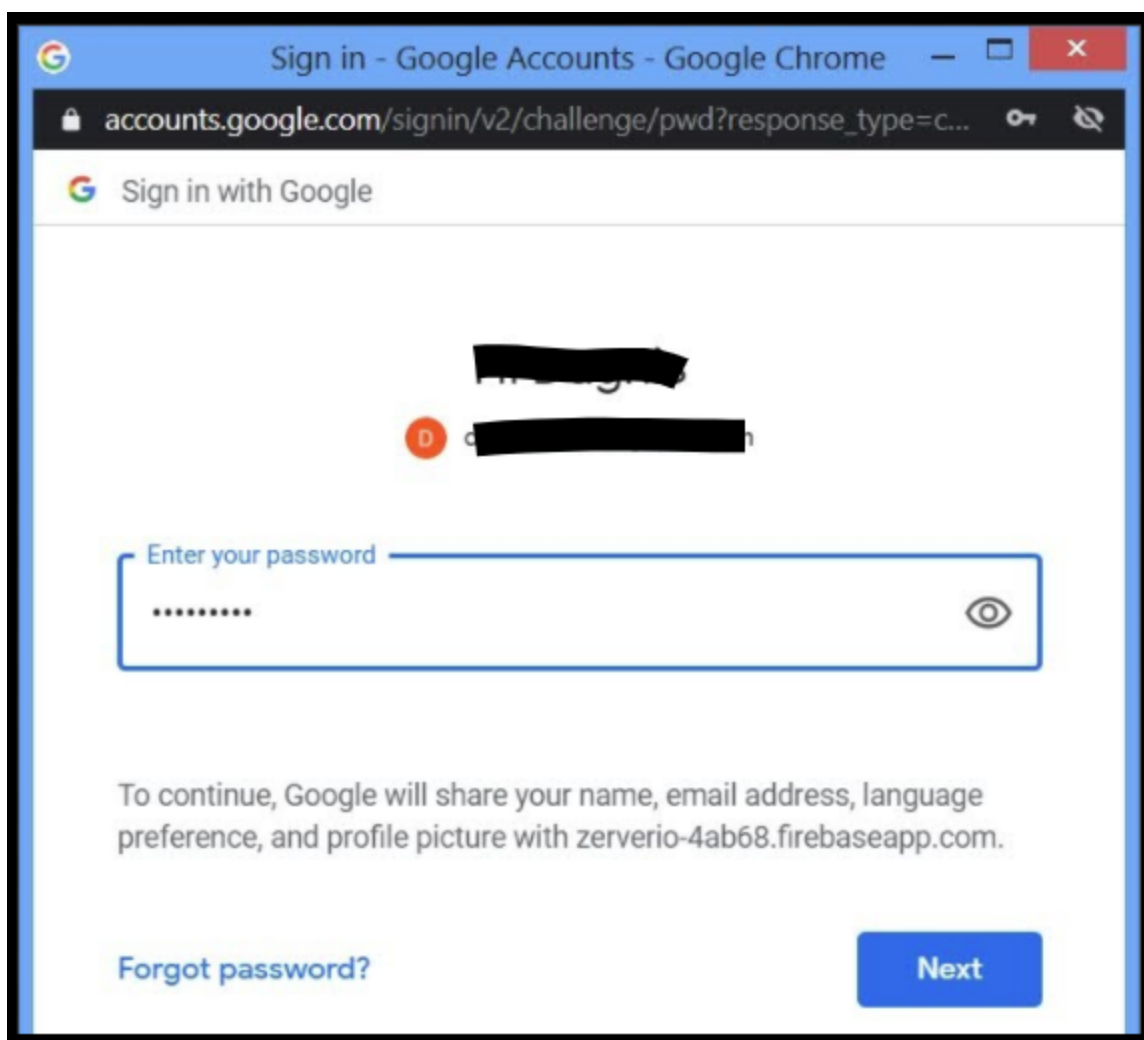 Sign in - Google Accounts - Google Chrome
accounts.google.com/signin/v2/challenge/pwd?response_type=c...
Sign in with Google
D
Enter your password
•••••••••
To continue, Google will share your name, email address, language
preference, and profile picture with zerverio-4ab68.firebaseapp.com.
Forgot password?
Next